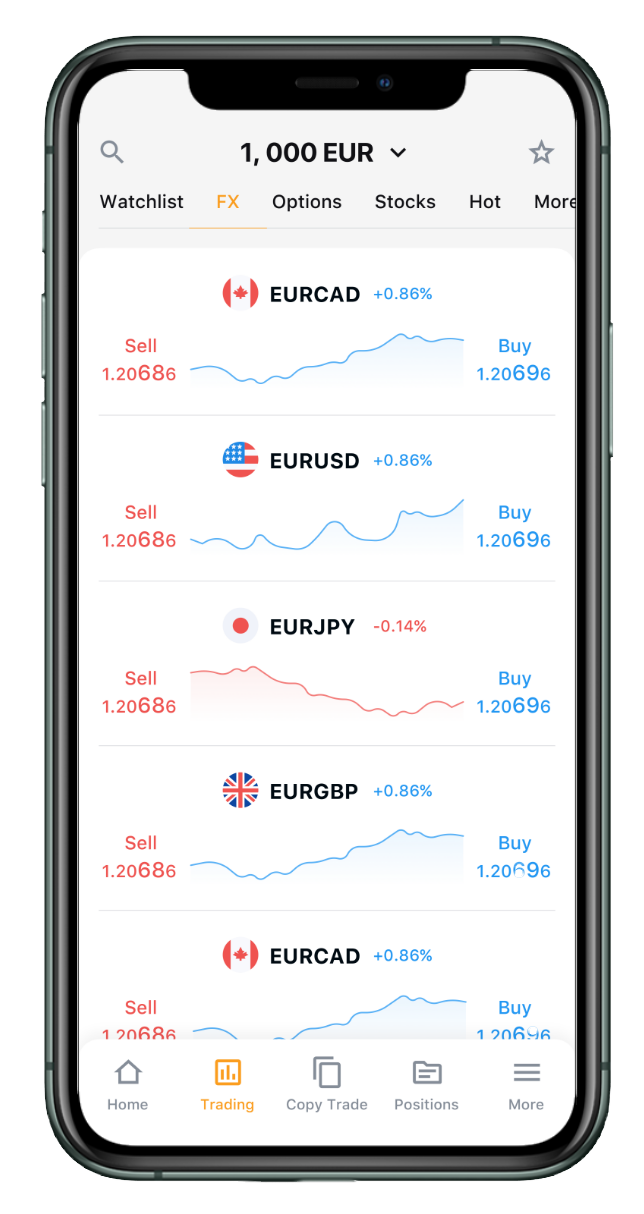 1, 000 EUR
Watchlist FX Options Stocks Hot More
EURCAD +0.86%
Sell Buy
1.20686 1.20696
EURUSD +0.86%
Sell Buy
1.20686 1.20696
EURJPY -0.14%
Sell Buy
1.20686 1.20696
EURGBP +0.86%
Sell Buy
1.20686 1.20696
EURCAD +0.86%
Sell Buy
1.20686 1.20696
Home Trading Copy Trade Positions More